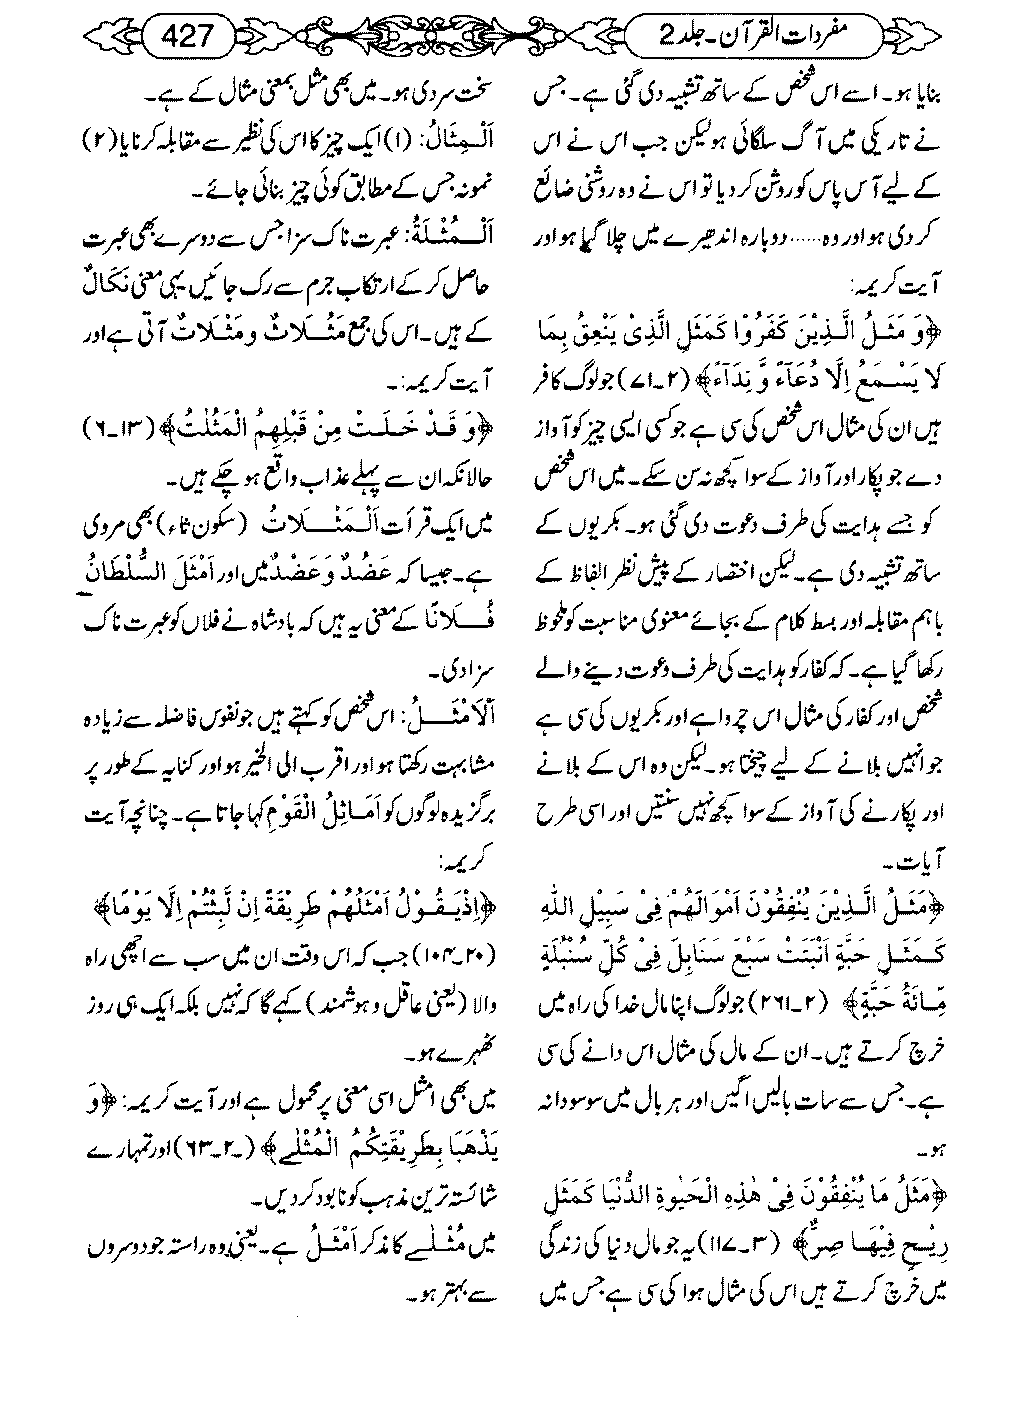 مفردات القرآن ـ جلد 2
427
بنایا ہو۔ اسے اس شخص کے ساتھ تشبیہ دی گئی ہے۔ جس
نے تاریکی میں آگ سلگائی ہو لیکن جب اس نے اس
کے لیے آس پاس کو روشن کر دیا تو اس نے وہ روشنی ضائع
کر دی ہو اور وہ ...... دوبارہ اندھیرے میں چلا گیا ہو اور
آیت کریمہ:
﴿وَ مَثَلُ الَّذِیْنَ کَفَرُوْا کَمَثَلِ الَّذِیْ یَنْعِقُ بِمَا
لَا یَسْمَعُ اِلَّا دُعَآءً وَّ نِدَآءً﴾ (۲۔۱۷۱) جو لوگ کافر
ہیں ان کی مثال اس شخص کی سی ہے جو کسی ایسی چیز کو آواز
دے جو پکار اور آواز کے سوا کچھ نہ سن سکے۔ میں اس شخص
کو جسے ہدایت کی طرف دعوت دی گئی ہو۔ بکریوں کے
ساتھ تشبیہ دی ہے۔ لیکن اختصار کے پیش نظر الفاظ کے
باہم مقابلہ اور بسط کلام کے بجائے معنوی مناسبت کو ملحوظ
رکھا گیا ہے۔ کہ کفار کو ہدایت کی طرف دعوت دینے والے
شخص اور کفار کی مثال اس چرواہے اور بکریوں کی سی ہے
جو انہیں بلانے کے لیے چیختا ہو۔ لیکن وہ اس کے بلانے
اور پکارنے کی آواز کے سوا کچھ نہیں سنتیں اور اسی طرح
آیات۔
﴿مَثَلُ الَّذِیْنَ یُنْفِقُوْنَ اَمْوَالَهُمْ فِیْ سَبِیْلِ اللّٰهِ
کَمَثَلِ حَبَّةٍ اَنْبَتَتْ سَبْعَ سَنَابِلَ فِیْ کُلِّ سُنْبُلَةٍ
مِّائَةُ حَبَّةٍ﴾ (۲۔۲۶۱) جو لوگ اپنا مال خدا کی راہ میں
خرچ کرتے ہیں۔ ان کے مال کی مثال اس دانے کی سی
ہے۔ جس سے سات بالیں اگیں اور ہر بال میں سو سو دانہ
ہو۔
﴿مَثَلُ مَا یُنْفِقُوْنَ فِیْ هٰذِهِ الْحَیٰوةِ الدُّنْیَا کَمَثَلِ
رِیْحٍ فِیْهَا صِرٌّ﴾ (۳۔۱۱۷) یہ جو مال دنیا کی زندگی
میں خرچ کرتے ہیں اس کی مثال ہوا کی سی ہے جس میں
سخت سردی ہو۔ میں بھی مثل بمعنی مثال کے ہے۔
اَلْمِثَالُ: (۱) ایک چیز کا اس کی نظیر سے مقابلہ کرنا یا (۲)
نمونہ جس کے مطابق کوئی چیز بنائی جائے۔
اَلْمُثْلَةُ: عبرت ناک سزا جس سے دوسرے بھی عبرت
حاصل کر کے ارتکاب جرم سے رک جائیں یہی معنی نَکَالٌ
کے ہیں۔ اس کی جمع مَثُلَاثٌ و مَثْلَاتٌ آتی ہے اور
آیت کریمہ:۔
﴿وَ قَدْ خَلَتْ مِنْ قَبْلِهِمُ الْمَثُلٰتُ﴾ (۱۳۔۶)
حالانکہ ان سے پہلے عذاب واقع ہو چکے ہیں۔
میں ایک قرأت اَلْمَثْلَاتُ (سکون ثاء) بھی مروی
ہے۔ جیسا کہ عَضُدٌ وَ عَضْدٌ میں اور اَمْثَلَ السُّلْطَانُ
فُلَانًا کے معنی یہ ہیں کہ بادشاہ نے فلاں کو عبرت ناک
سزا دی۔
اَلْاَمْثَلُ: اس شخص کو کہتے ہیں جو نفوس فاضلہ سے زیادہ
مشابہت رکھتا ہو اور اقرب الی الخیر ہو اور کنایہ کے طور پر
برگزیدہ لوگوں کو اَمَاثِلُ الْقَوْمِ کہا جاتا ہے۔ چنانچہ آیت
کریمہ:
﴿اِذْیَقُوْلُ اَمْثَلُهُمْ طَرِیْقَةً اِنْ لَّبِثْتُمْ اِلَّا یَوْمًا﴾
(۲۰۔۱۰۴) جب کہ اس وقت ان میں سب سے اچھی راہ
والا (یعنی عاقل و ہوشمند) کہے گا کہ نہیں بلکہ ایک ہی روز
ٹھہرے ہو۔
میں بھی امثل اسی معنی پر محمول ہے اور آیت کریمہ: ﴿وَ
یَذْهَبَا بِطَرِیْقَتِکُمُ الْمُثْلٰے﴾ (۔۲۔۶۳) اور تمہارے
شائستہ ترین مذہب کو نابود کر دیں۔
میں مُثْلٰے کا مذکر اَمْثَلُ ہے۔ یعنی وہ راستہ جو دوسروں
سے بہتر ہو۔